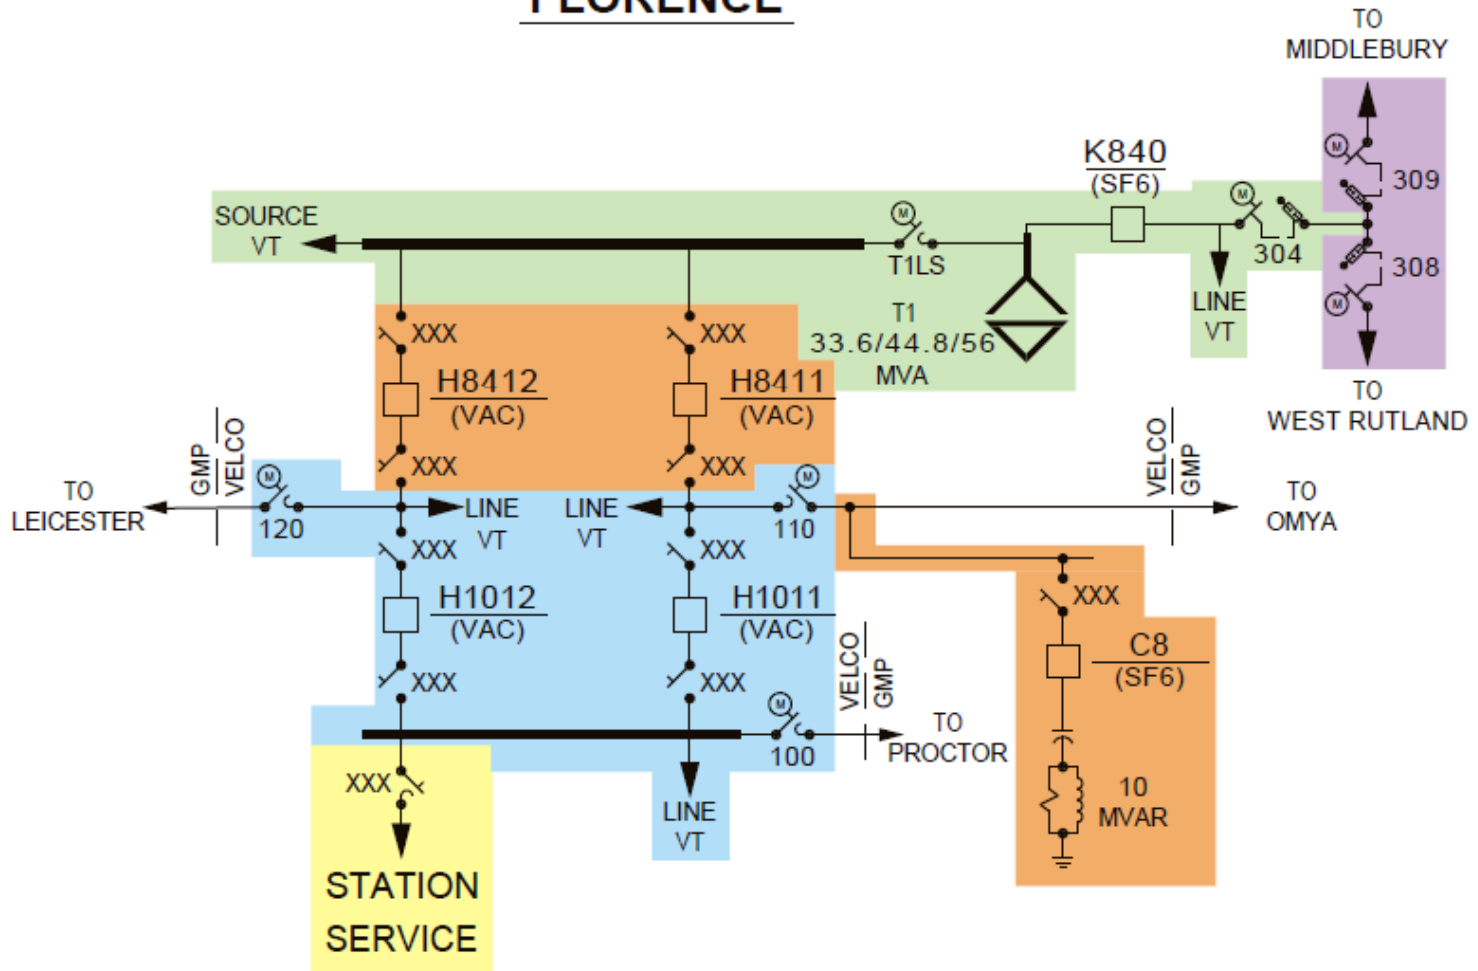 FLORENCE
TO
MIDDLEBURY
K840
(SF6)
M
309
SOURCE
VT
M
T1LS
M
304
308
M
LINE
VT
T1
33.6/44.8/56
MVA
TO
WEST RUTLAND
XXX
XXX
H8412
(VAC)
H8411
(VAC)
XXX
XXX
GMP
VELCO
VELCO
GMP
TO
LEICESTER
M
120
LINE
VT
LINE
VT
M
110
TO
OMYA
XXX
XXX
XXX
H1012
(VAC)
H1011
(VAC)
C8
(SF6)
XXX
XXX
VELCO
GMP
M
100
TO
PROCTOR
XXX
LINE
VT
10
MVAR
STATION
SERVICE